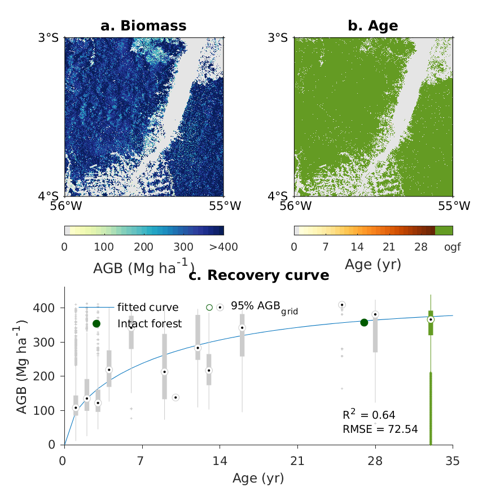 a. Biomass
b. Age
3°S
3°S
4°S
4°S
56°W
55°W
56°W
55°W
0 100 200 300 >400
0 7 14 21 28 ogf
AGB (Mg ha⁻¹)
Age (yr)
c. Recovery curve
fitted curve
95% AGB grid
Intact forest
400
300
200
100
0
AGB (Mg ha⁻¹)
R² = 0.64
RMSE = 72.54
0 7 14 21 28 35
Age (yr)